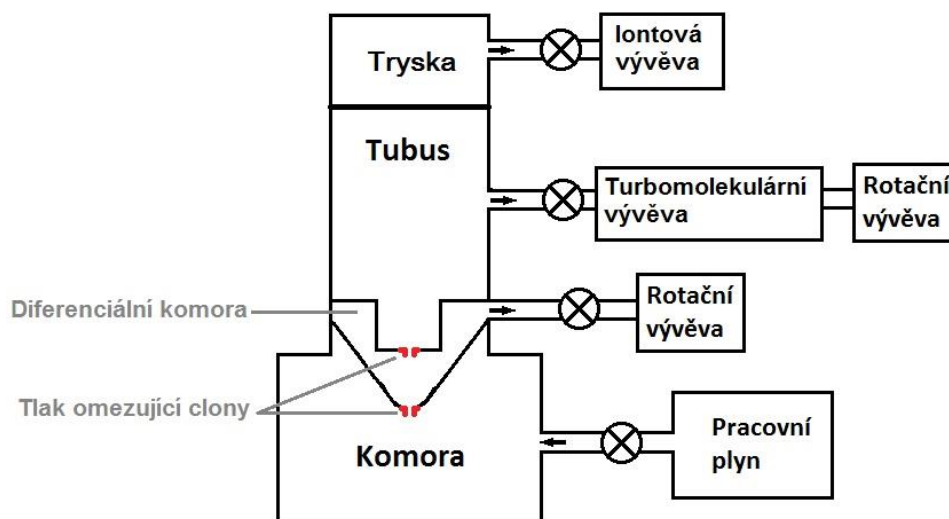 Tryska
Iontová
vývěva
Tubus
Turbomolekulární
vývěva
Rotační
vývěva
Diferenciální komora
Rotační
vývěva
Tlak omezující clony
Komora
Pracovní
plyn